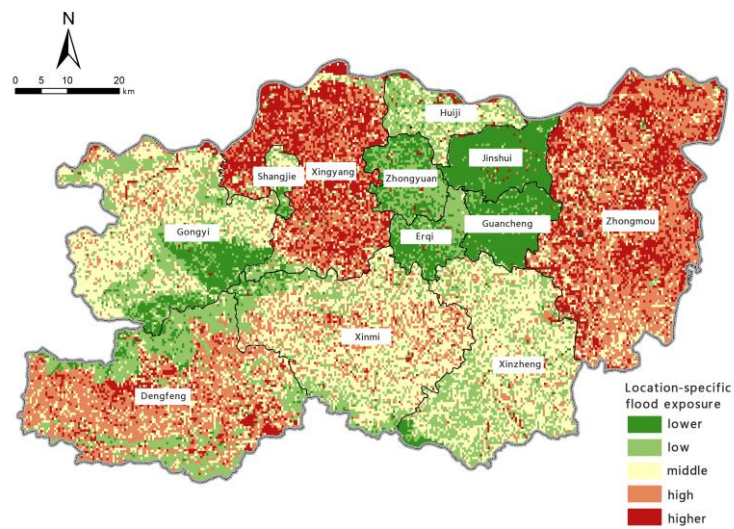 N
0 5 10 20
km
Huiji
Jinshui
Shangjie
Xingyang
Zhongyuan
Gongyi
Erqi
Guancheng
Zhongmou
Xinmi
Xinzheng
Dengfeng
Location-specific
flood exposure
lower
low
middle
high
higher